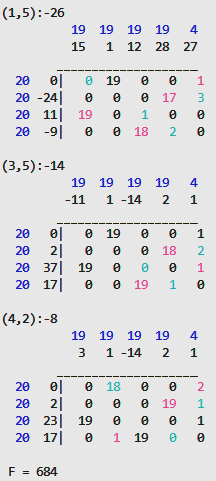 (1,5):-26
19 19 19 19 4
15 1 12 28 27
___________________
20 0| 0 19 0 0 1
20 -24| 0 0 0 17 3
20 11| 19 0 1 0 0
20 -9| 0 0 18 2 0
(3,5):-14
19 19 19 19 4
-11 1 -14 2 1
___________________
20 0| 0 19 0 0 1
20 2| 0 0 0 18 2
20 37| 19 0 0 0 1
20 17| 0 0 19 1 0
(4,2):-8
19 19 19 19 4
3 1 -14 2 1
___________________
20 0| 0 18 0 0 2
20 2| 0 0 0 19 1
20 23| 19 0 0 0 1
20 17| 0 1 19 0 0
F = 684